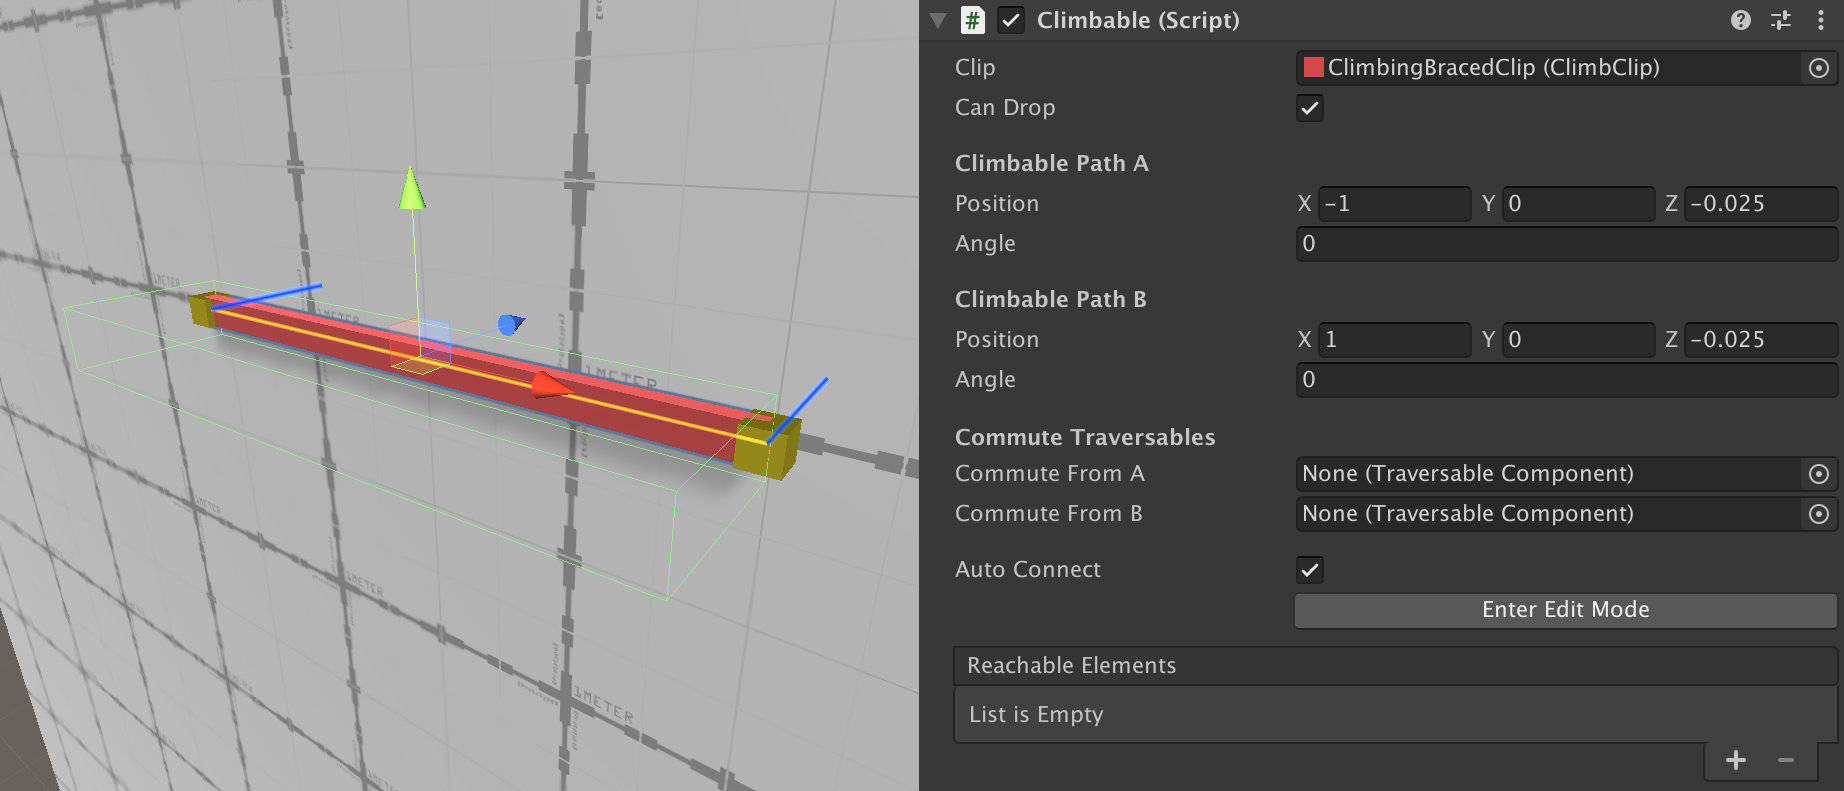 Climbable (Script)
Clip ClimbingBracedClip (ClimbClip)
Can Drop
Climbable Path A
Position X -1 Y 0 Z -0.025
Angle 0
Climbable Path B
Position X 1 Y 0 Z -0.025
Angle 0
Commute Traversables
Commute From A None (Traversable Component)
Commute From B None (Traversable Component)
Auto Connect
Enter Edit Mode
Reachable Elements
List is Empty
1METER
1METER
1METER
1METER
1METER